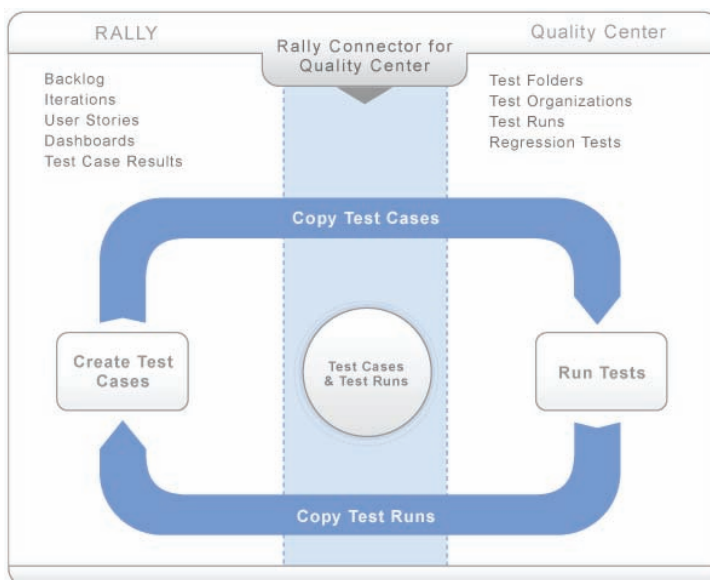 RALLY
Rally Connector for
Quality Center
Quality Center
Backlog
Iterations
User Stories
Dashboards
Test Case Results
Test Folders
Test Organizations
Test Runs
Regression Tests
Copy Test Cases
Create Test
Cases
Test Cases
& Test Runs
Run Tests
Copy Test Runs